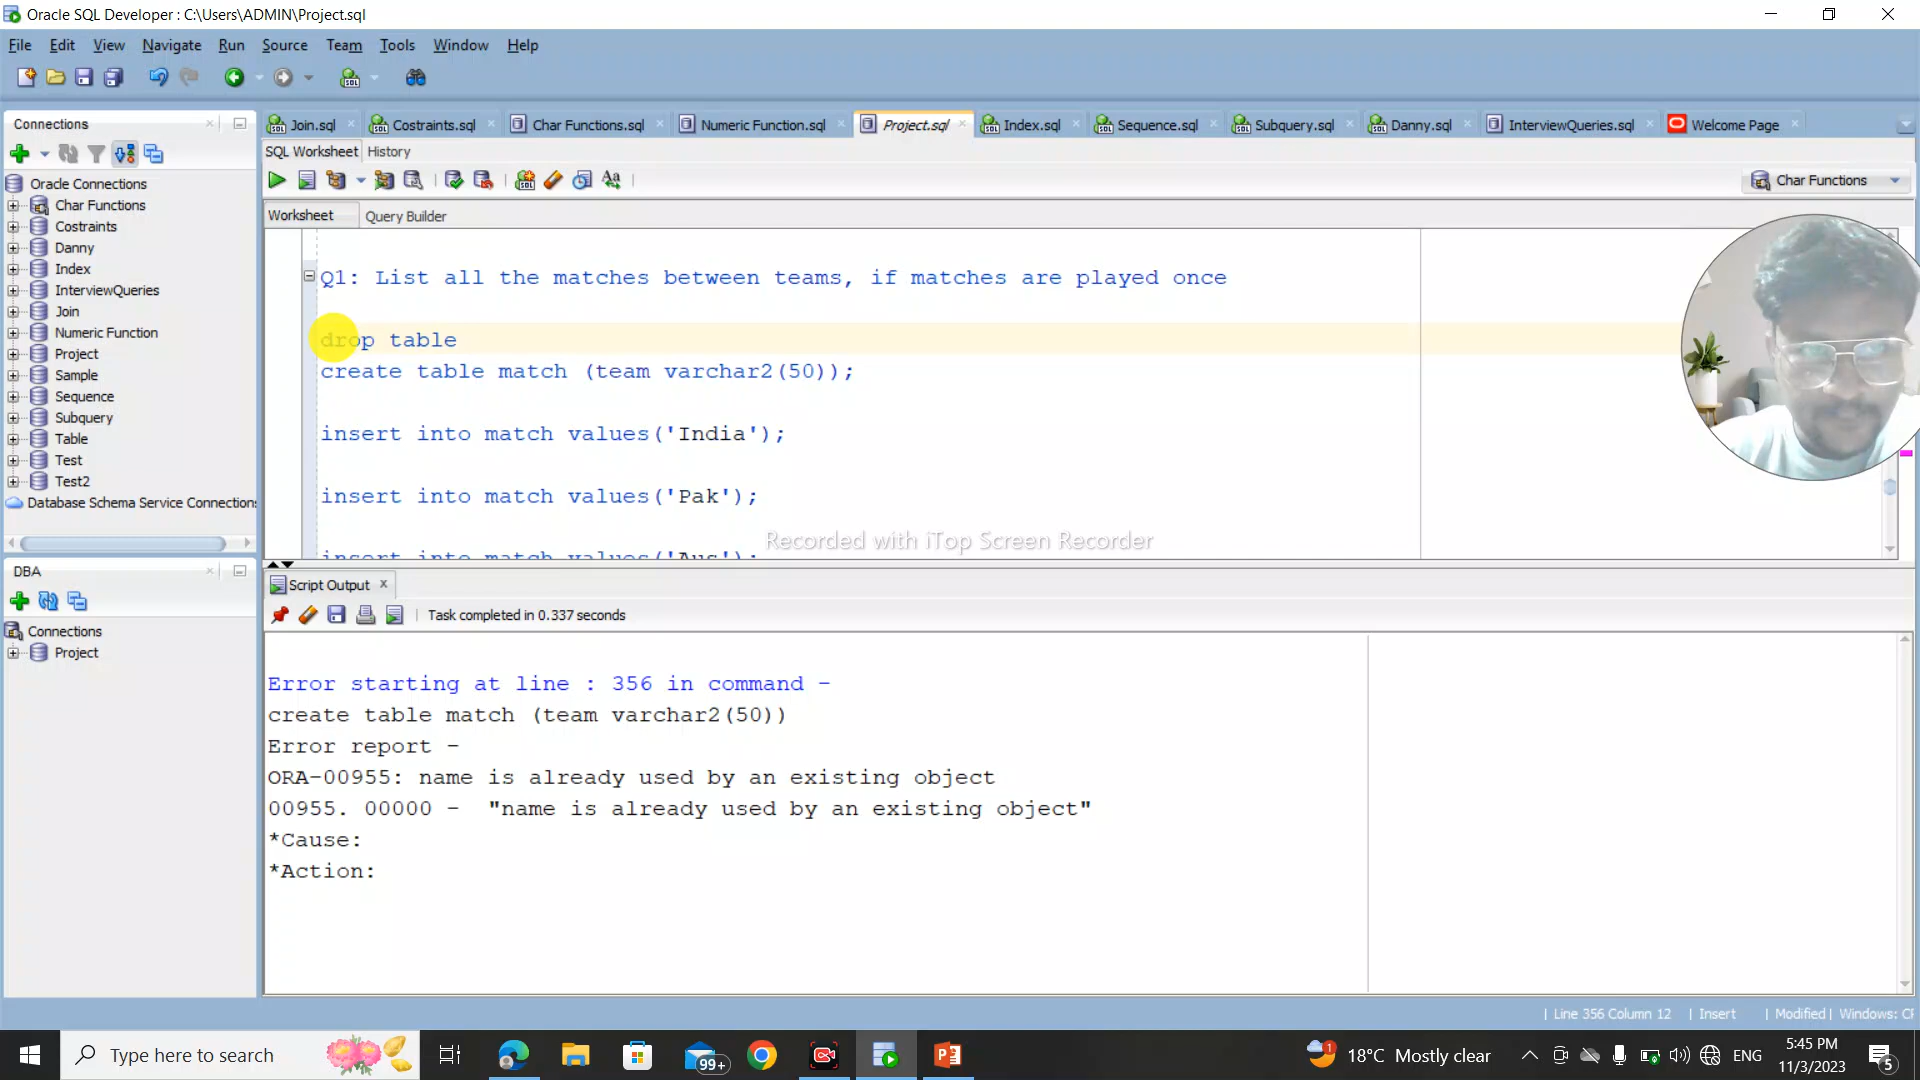 Oracle SQL Developer : C:\Users\ADMIN\Project.sql
File Edit View Navigate Run Source Team Tools Window Help
Connections
Join.sql Costraints.sql Char Functions.sql Numeric Function.sql Project.sql Index.sql Sequence.sql Subquery.sql Danny.sql InterviewQueries.sql Welcome Page
SQL Worksheet History
Char Functions
Worksheet Query Builder
Oracle Connections
Char Functions
Costraints
Danny
Index
InterviewQueries
Join
Numeric Function
Project
Sample
Sequence
Subquery
Table
Test
Test2
Database Schema Service Connections
Q1: List all the matches between teams, if matches are played once
drop table
create table match (team varchar2(50));
insert into match values('India');
insert into match values('Pak');
insert into match values('Aus');
Recorded with iTop Screen Recorder
DBA
Connections
Project
Script Output
Task completed in 0.337 seconds
Error starting at line : 356 in command -
create table match (team varchar2(50))
Error report -
ORA-00955: name is already used by an existing object
00955. 00000 - "name is already used by an existing object"
*Cause:
*Action:
Line 356 Column 12 | Insert | Modified | Windows: CR
Type here to search
99+
18°C Mostly clear
ENG
5:45 PM
11/3/2023
5